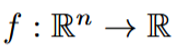 f : ℝⁿ → ℝ